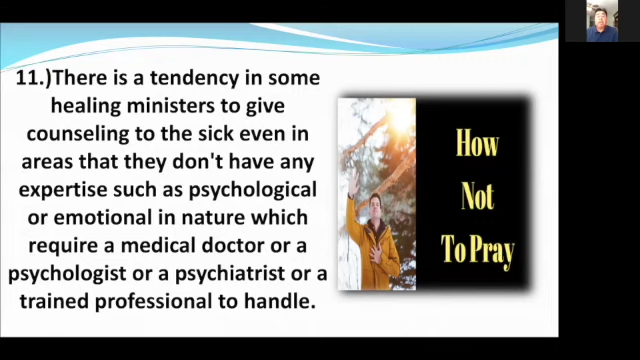 11.)There is a tendency in some
healing ministers to give
counseling to the sick even in
areas that they don't have any
expertise such as psychological
or emotional in nature which
require a medical doctor or a
psychologist or a psychiatrist or a
trained professional to handle.
How
Not
To Pray